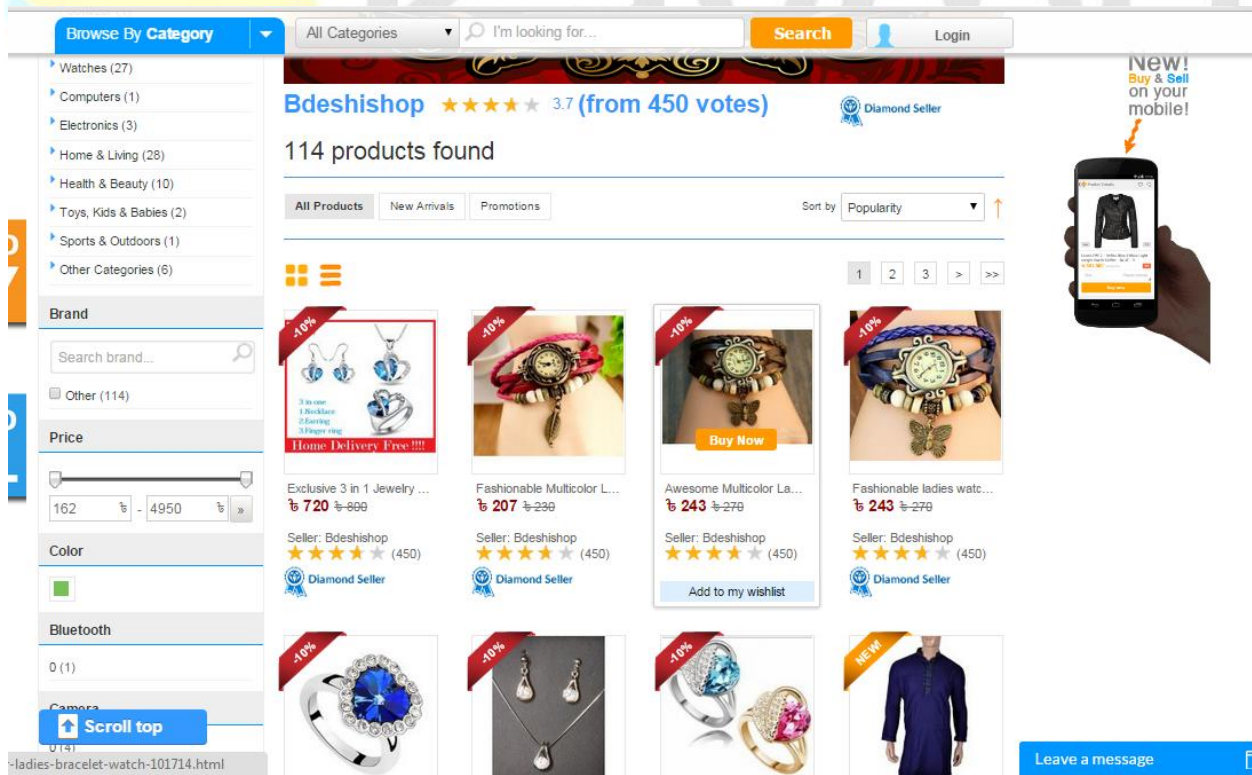 Browse By Category
All Categories
I'm looking for...
Search
Login
Watches (27)
Computers (1)
Electronics (3)
Home & Living (28)
Health & Beauty (10)
Toys, Kids & Babies (2)
Sports & Outdoors (1)
Other Categories (6)
Brand
Search brand...
Other (114)
Price
162 ৳ - 4950 ৳ »
Color
Bluetooth
0 (1)
Camera
0 (4)
Scroll top
r-ladies-bracelet-watch-101714.html
Bdeshishop 3.7 (from 450 votes)
Diamond Seller
114 products found
All Products New Arrivals Promotions
Sort by Popularity
1 2 3 > >>
-10%
3 in one
1.Necklace
2.Earring
3.Finger ring
Home Delivery Free !!!!
Exclusive 3 in 1 Jewelry ...
৳ 720 ৳ 800
Seller: Bdeshishop
(450)
Diamond Seller
-10%
Fashionable Multicolor L...
৳ 207 ৳ 230
Seller: Bdeshishop
(450)
Diamond Seller
-10%
Buy Now
Awesome Multicolor La...
৳ 243 ৳ 270
Seller: Bdeshishop
(450)
Add to my wishlist
-10%
Fashionable ladies watc...
৳ 243 ৳ 270
Seller: Bdeshishop
(450)
Diamond Seller
-10%
-10%
-10%
NEW!
New!
Buy & Sell
on your
mobile!
Buy now
Leave a message